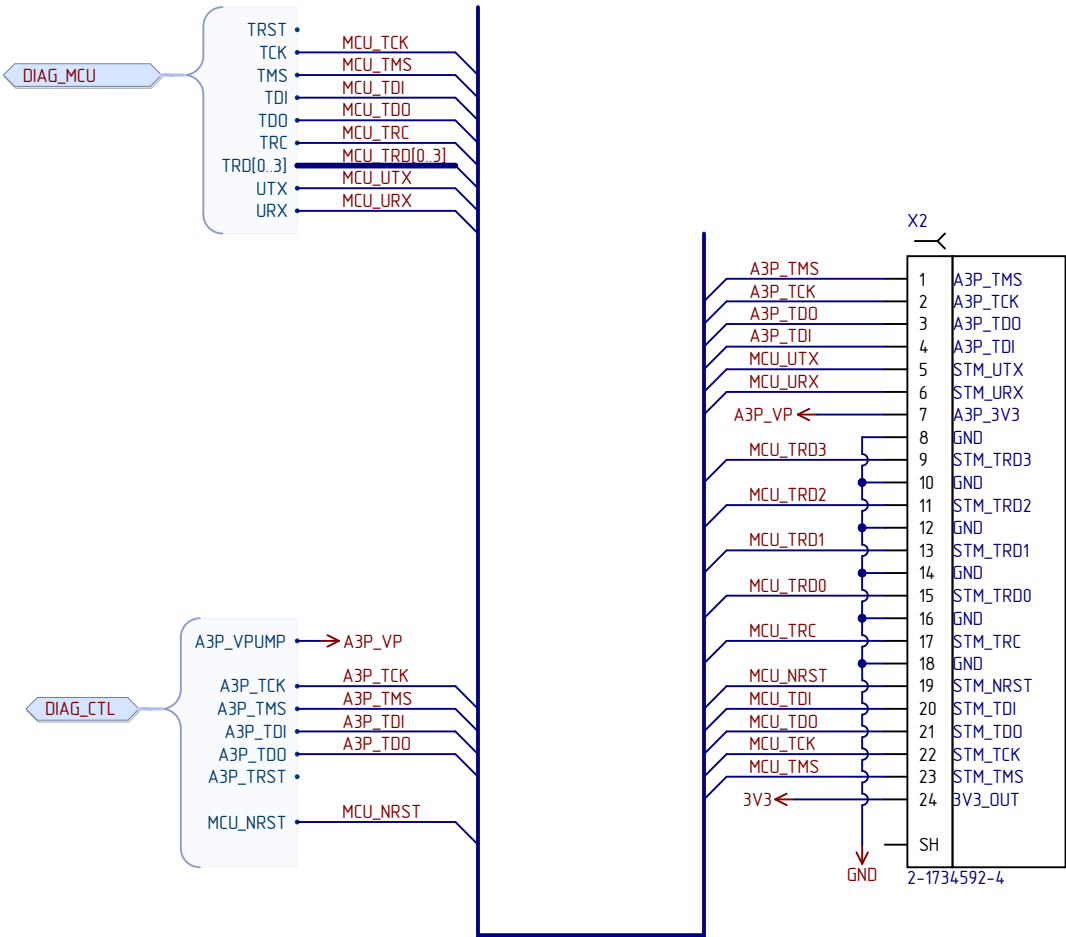 DIAG_MCU
TRST
TCK MCU_TCK
TMS MCU_TMS
TDI MCU_TDI
TDO MCU_TDO
TRC MCU_TRC
TRD[0..3] MCU_TRD[0..3]
UTX MCU_UTX
URX MCU_URX
X2
A3P_TMS 1 A3P_TMS
A3P_TCK 2 A3P_TCK
A3P_TDO 3 A3P_TDO
A3P_TDI 4 A3P_TDI
MCU_UTX 5 STM_UTX
MCU_URX 6 STM_URX
A3P_VP 7 A3P_3V3
8 GND
MCU_TRD3 9 STM_TRD3
10 GND
MCU_TRD2 11 STM_TRD2
12 GND
MCU_TRD1 13 STM_TRD1
14 GND
MCU_TRD0 15 STM_TRD0
16 GND
MCU_TRC 17 STM_TRC
18 GND
MCU_NRST 19 STM_NRST
MCU_TDI 20 STM_TDI
MCU_TDO 21 STM_TDO
MCU_TCK 22 STM_TCK
MCU_TMS 23 STM_TMS
3V3 24 3V3_OUT
SH
GND
2-1734592-4
DIAG_CTL
A3P_VPUMP A3P_VP
A3P_TCK A3P_TCK
A3P_TMS A3P_TMS
A3P_TDI A3P_TDI
A3P_TDO A3P_TDO
A3P_TRST
MCU_NRST MCU_NRST